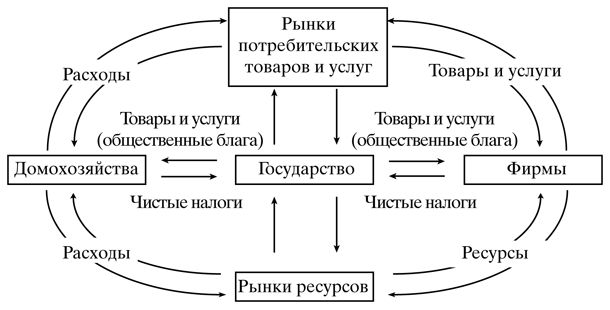 Рынки
потребительских
товаров и услуг
Расходы
Товары и услуги
Товары и услуги
(общественные блага)
Товары и услуги
(общественные блага)
Домохозяйства
Государство
Фирмы
Чистые налоги
Чистые налоги
Расходы
Ресурсы
Рынки ресурсов